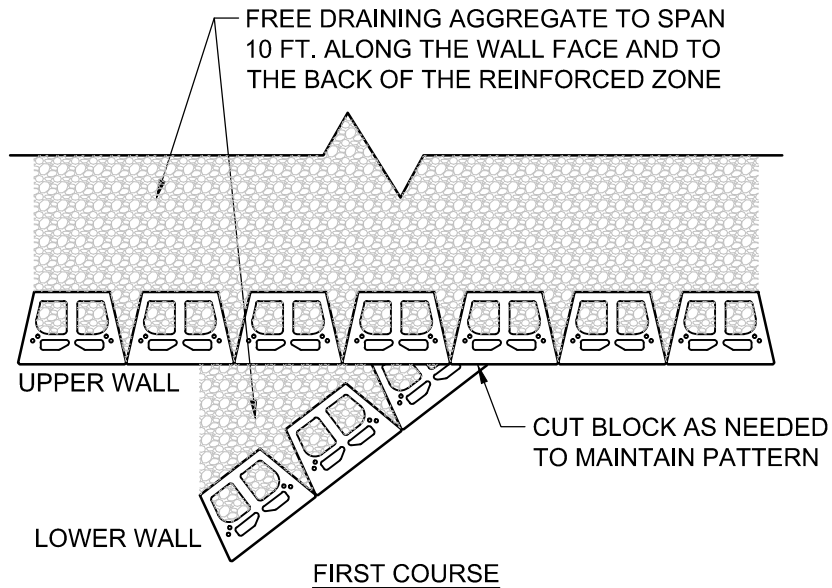 FREE DRAINING AGGREGATE TO SPAN
10 FT. ALONG THE WALL FACE AND TO
THE BACK OF THE REINFORCED ZONE
UPPER WALL
CUT BLOCK AS NEEDED
TO MAINTAIN PATTERN
LOWER WALL
FIRST COURSE